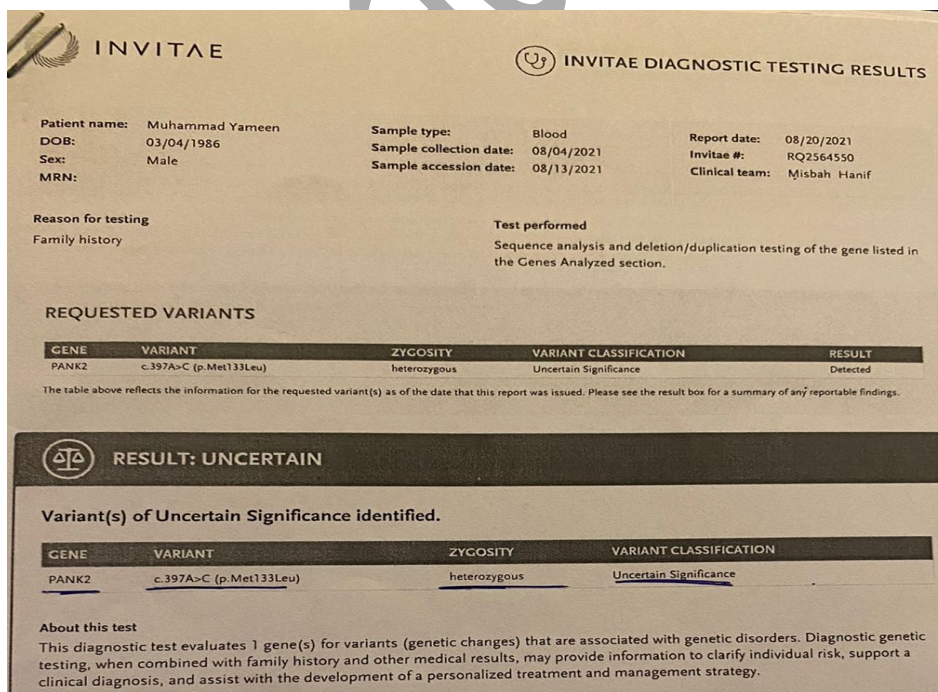 INVITAE
INVITAE DIAGNOSTIC TESTING RESULTS
Patient name: Muhammad Yameen
DOB: 03/04/1986
Sex: Male
MRN:
Sample type: Blood
Sample collection date: 08/04/2021
Sample accession date: 08/13/2021
Report date: 08/20/2021
Invitae #: RQ2564550
Clinical team: Misbah Hanif
Reason for testing
Family history
Test performed
Sequence analysis and deletion/duplication testing of the gene listed in
the Genes Analyzed section.
REQUESTED VARIANTS
GENE VARIANT ZYGOSITY VARIANT CLASSIFICATION RESULT
PANK2 c.397A>C (p.Met133Leu) heterozygous Uncertain Significance Detected
The table above reflects the information for the requested variant(s) as of the date that this report was issued. Please see the result box for a summary of any reportable findings.
RESULT: UNCERTAIN
Variant(s) of Uncertain Significance identified.
GENE VARIANT ZYGOSITY VARIANT CLASSIFICATION
PANK2 c.397A>C (p.Met133Leu) heterozygous Uncertain Significance
About this test
This diagnostic test evaluates 1 gene(s) for variants (genetic changes) that are associated with genetic disorders. Diagnostic genetic
testing, when combined with family history and other medical results, may provide information to clarify individual risk, support a
clinical diagnosis, and assist with the development of a personalized treatment and management strategy.